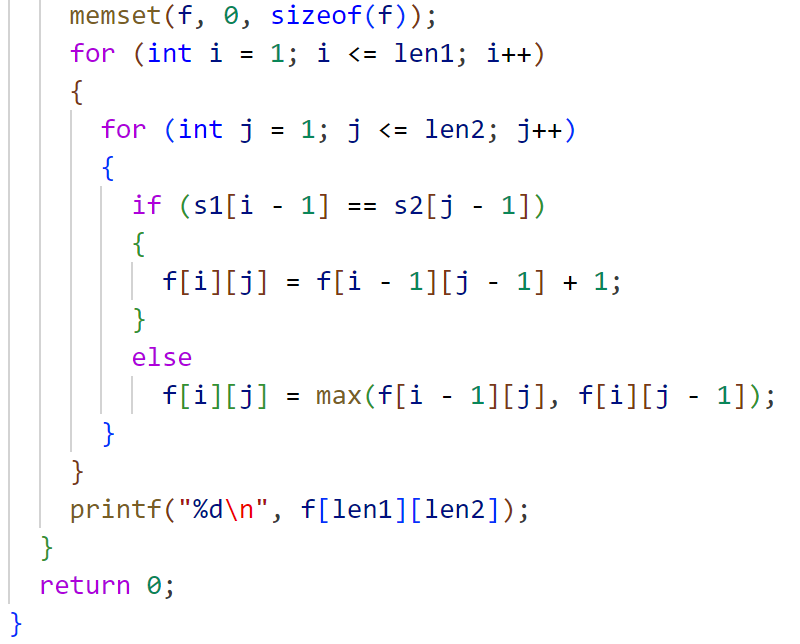 memset(f, 0, sizeof(f));
for (int i = 1; i <= len1; i++)
{
for (int j = 1; j <= len2; j++)
{
if (s1[i - 1] == s2[j - 1])
{
f[i][j] = f[i - 1][j - 1] + 1;
}
else
f[i][j] = max(f[i - 1][j], f[i][j - 1]);
}
}
printf("%d\n", f[len1][len2]);
}
return 0;
}